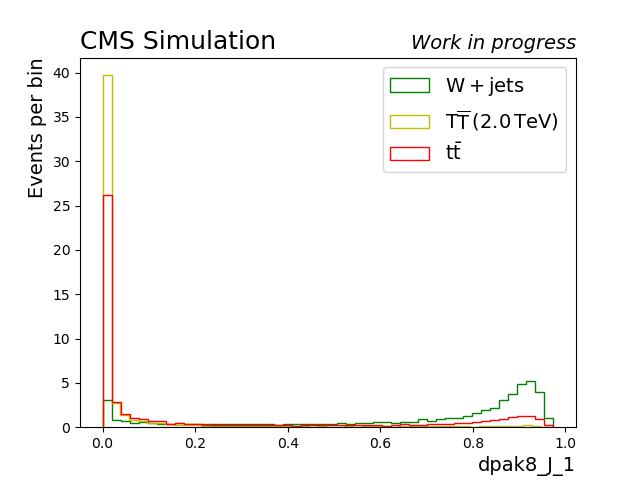 CMS Simulation Work in progress
Events per bin
40
35
30
25
20
15
10
5
0
W + jets
TT̅ (2.0 TeV)
tt̄
0.0 0.2 0.4 0.6 0.8 1.0
dpak8_J_1